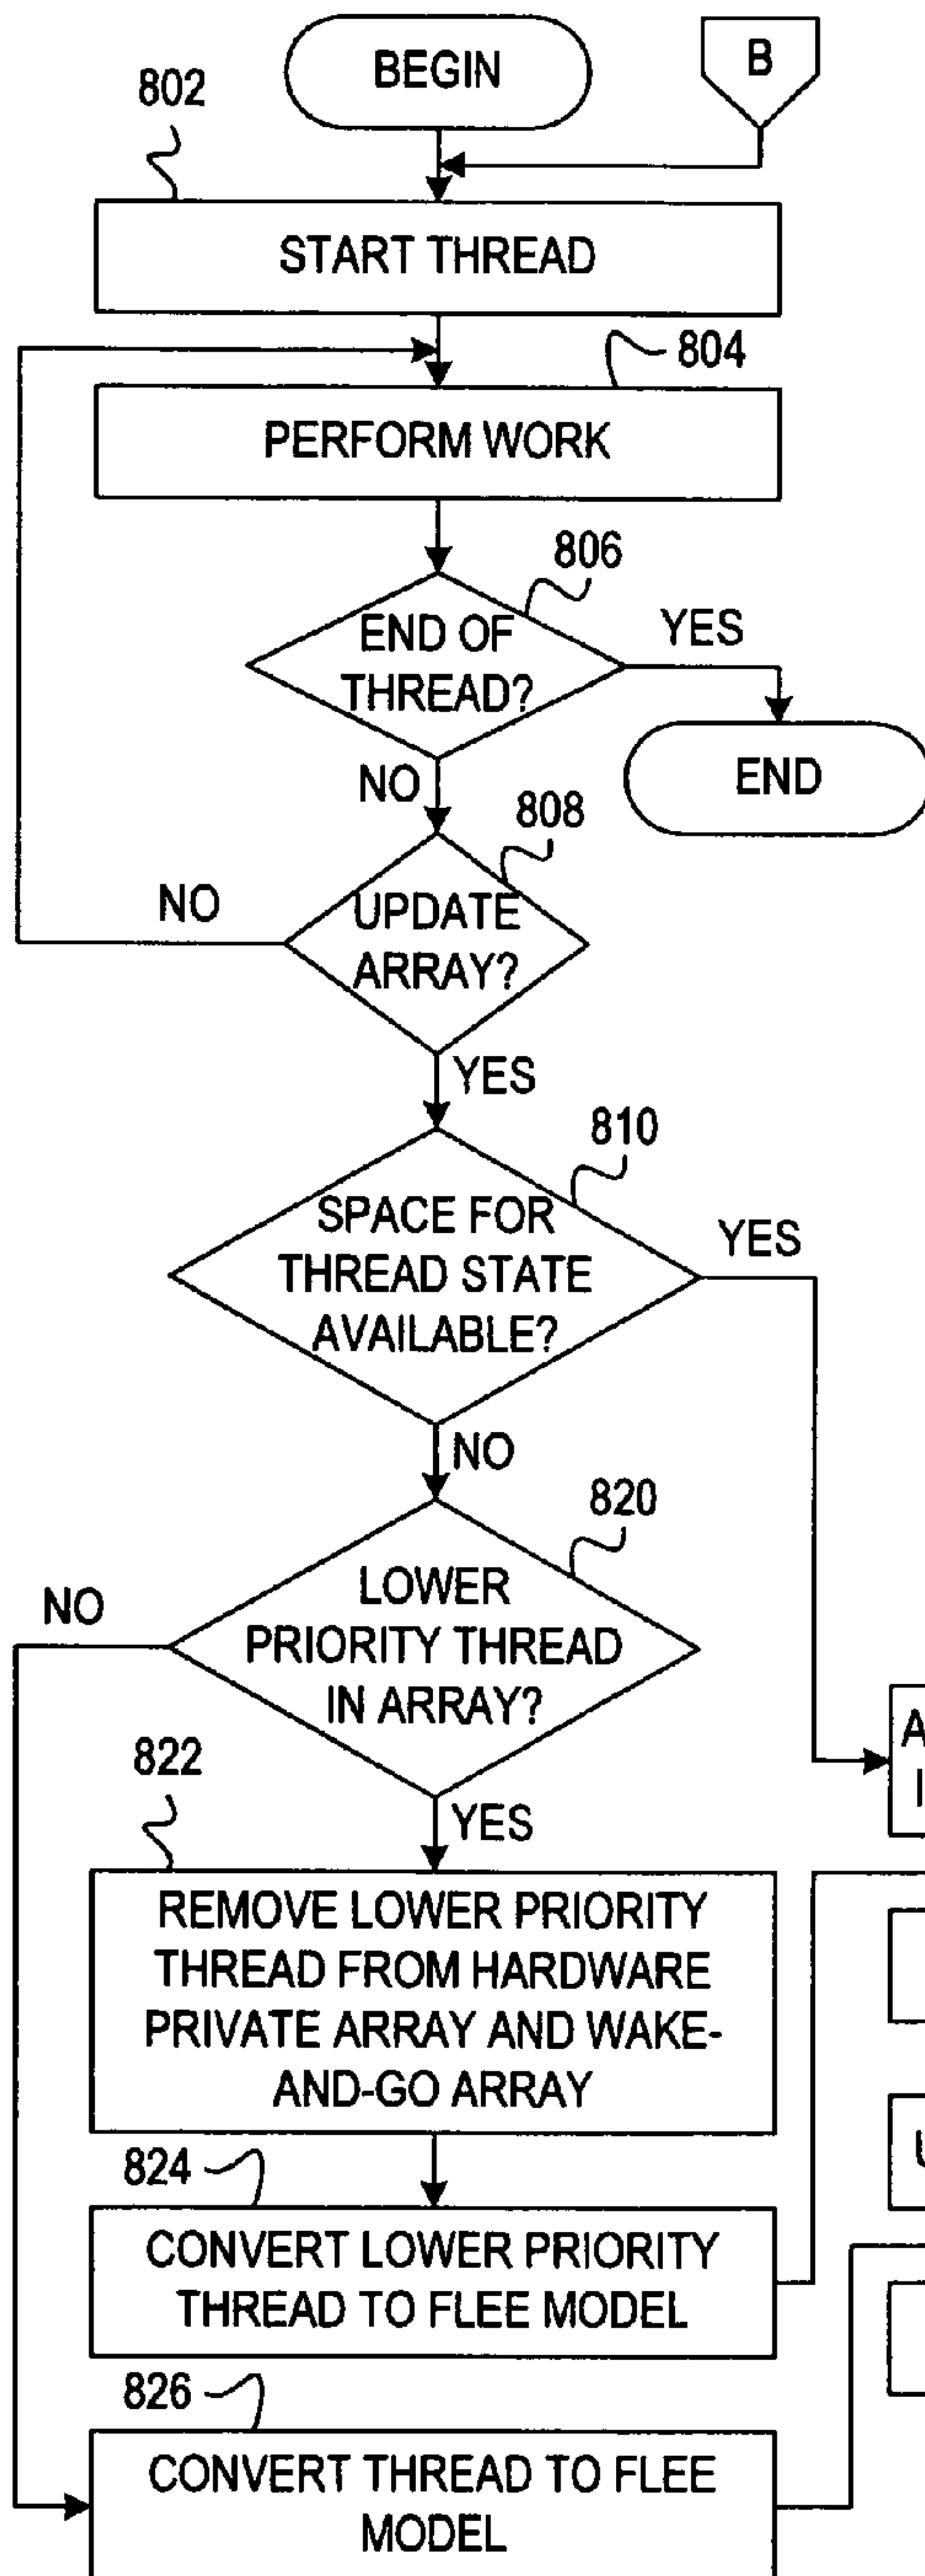 BEGIN
B
802
START THREAD
804
PERFORM WORK
806
END OF
THREAD?
YES
END
NO
808
UPDATE
ARRAY?
NO
YES
810
SPACE FOR
THREAD STATE
AVAILABLE?
YES
NO
820
LOWER
PRIORITY THREAD
IN ARRAY?
NO
YES
822
REMOVE LOWER PRIORITY
THREAD FROM HARDWARE
PRIVATE ARRAY AND WAKE-
AND-GO ARRAY
824
CONVERT LOWER PRIORITY
THREAD TO FLEE MODEL
826
CONVERT THREAD TO FLEE
MODEL